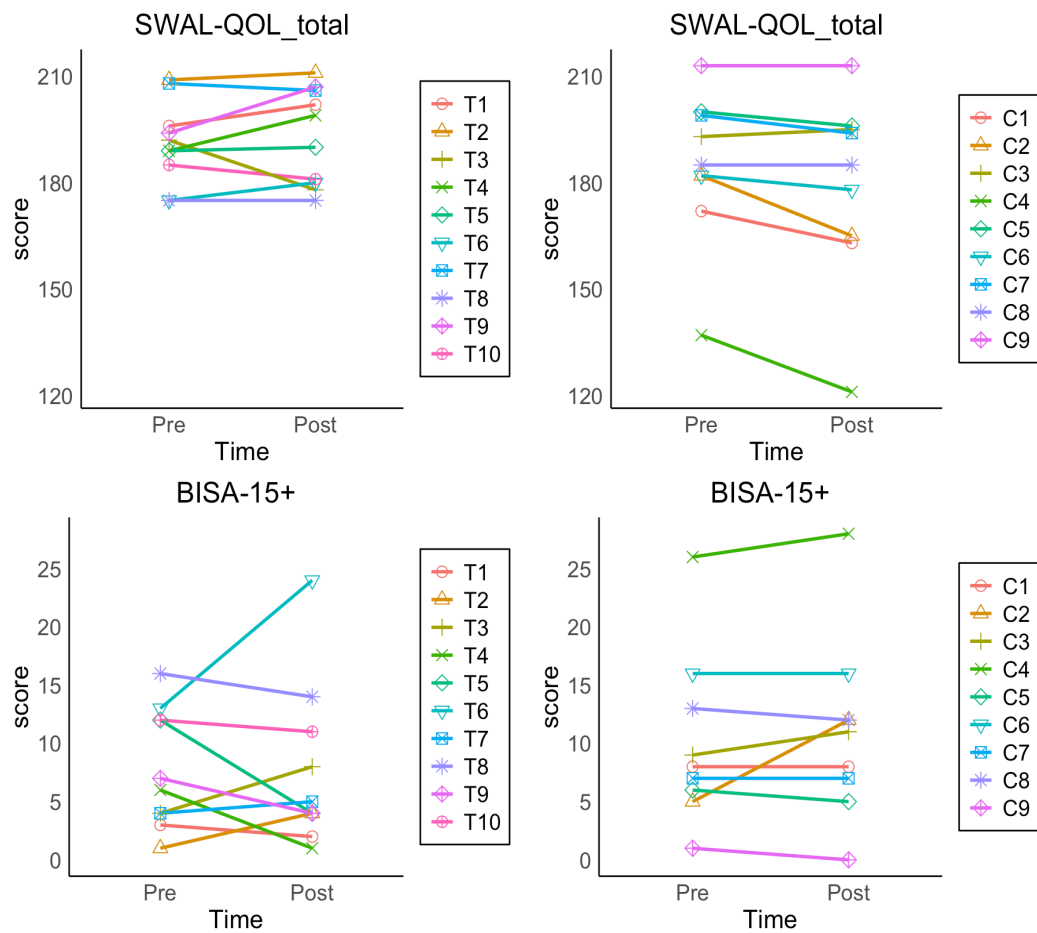 SWAL-QOL_total
score
210
180
150
120
Pre
Post
Time
T1
T2
T3
T4
T5
T6
T7
T8
T9
T10
SWAL-QOL_total
score
210
180
150
120
Pre
Post
Time
C1
C2
C3
C4
C5
C6
C7
C8
C9
BISA-15+
score
25
20
15
10
5
0
Pre
Post
Time
T1
T2
T3
T4
T5
T6
T7
T8
T9
T10
BISA-15+
score
25
20
15
10
5
0
Pre
Post
Time
C1
C2
C3
C4
C5
C6
C7
C8
C9